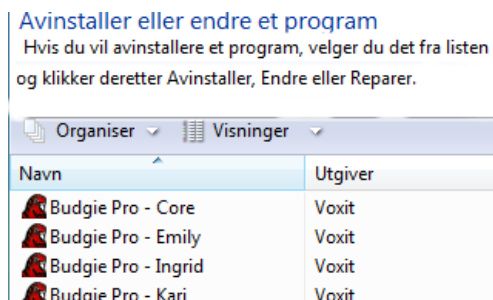 Avinstaller eller endre et program
Hvis du vil avinstallere et program, velger du det fra listen
og klikker deretter Avinstaller, Endre eller Reparer.
Organiser Visninger
Navn Utgiver
Budgie Pro - Core Voxit
Budgie Pro - Emily Voxit
Budgie Pro - Ingrid Voxit
Budgie Pro - Kari Voxit